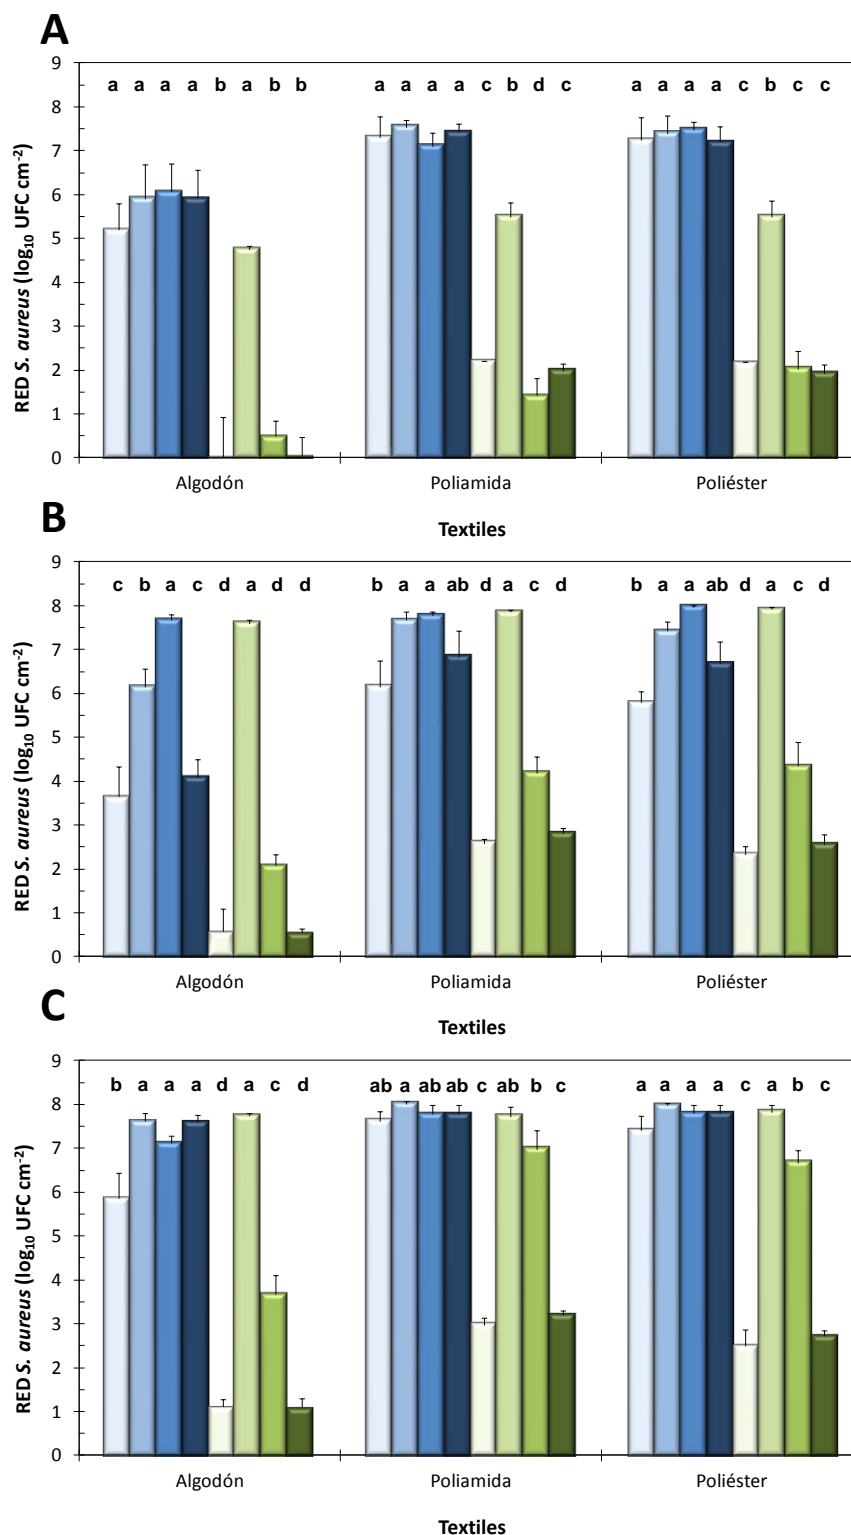 A
9
a a a a b a b b a a a a c b d c a a a a c b c c
8
7
6
5
4
3
2
1
0
RED S. aureus (log10 UFC cm-2)
Algodón Poliamida Poliéster
Textiles
B
9
c b a c d a d d b a a ab d a c d b a a ab d a c d
8
7
6
5
4
3
2
1
0
RED S. aureus (log10 UFC cm-2)
Algodón Poliamida Poliéster
Textiles
C
9
b a a a d a c d ab a ab ab c ab b c a a a a c a b c
8
7
6
5
4
3
2
1
0
RED S. aureus (log10 UFC cm-2)
Algodón Poliamida Poliéster
Textiles